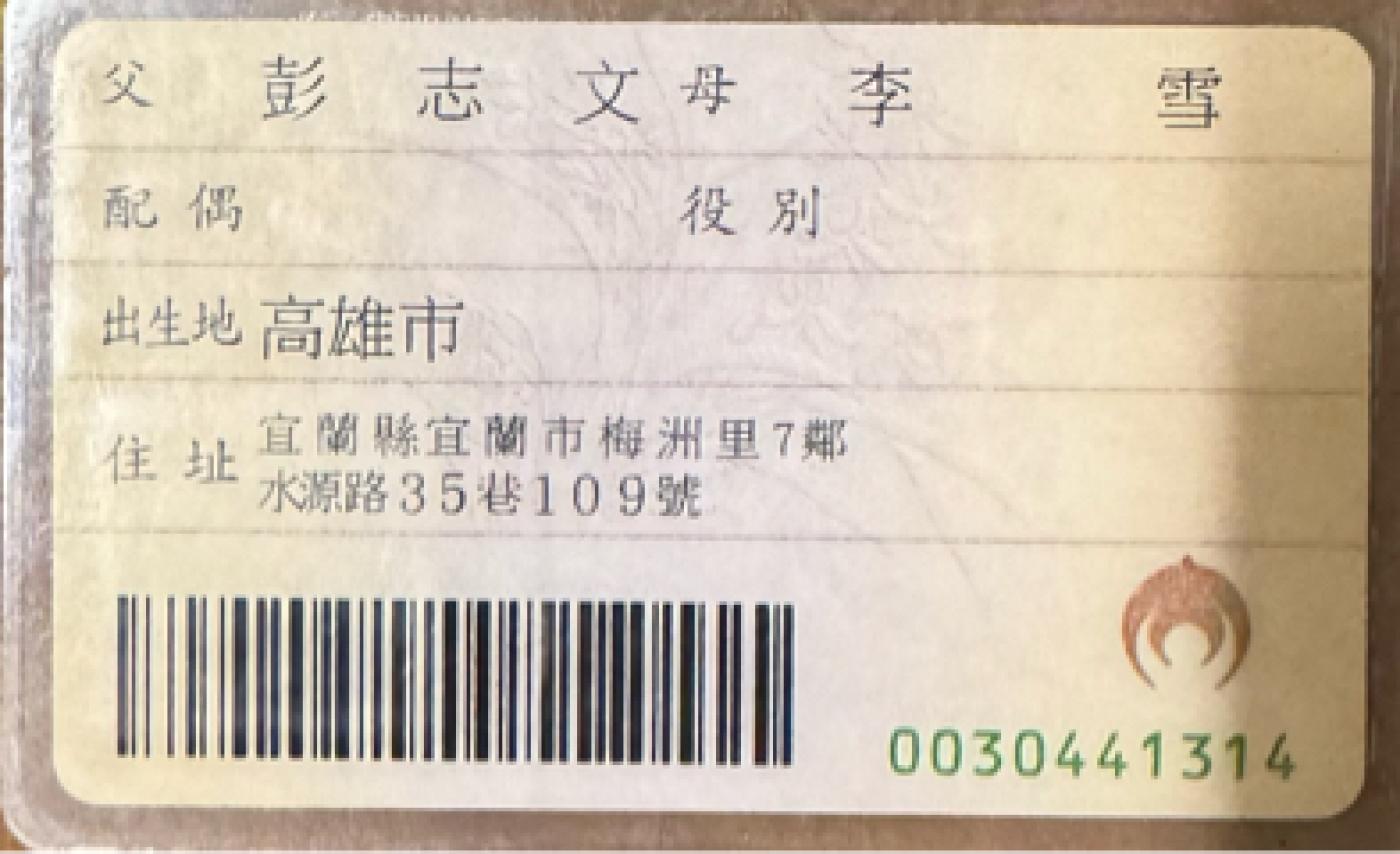 父 彭志文 母 李雪
配偶 役別
出生地 高雄市
住址 宜蘭縣宜蘭市梅洲里7鄰
水源路35巷109號
0030441314